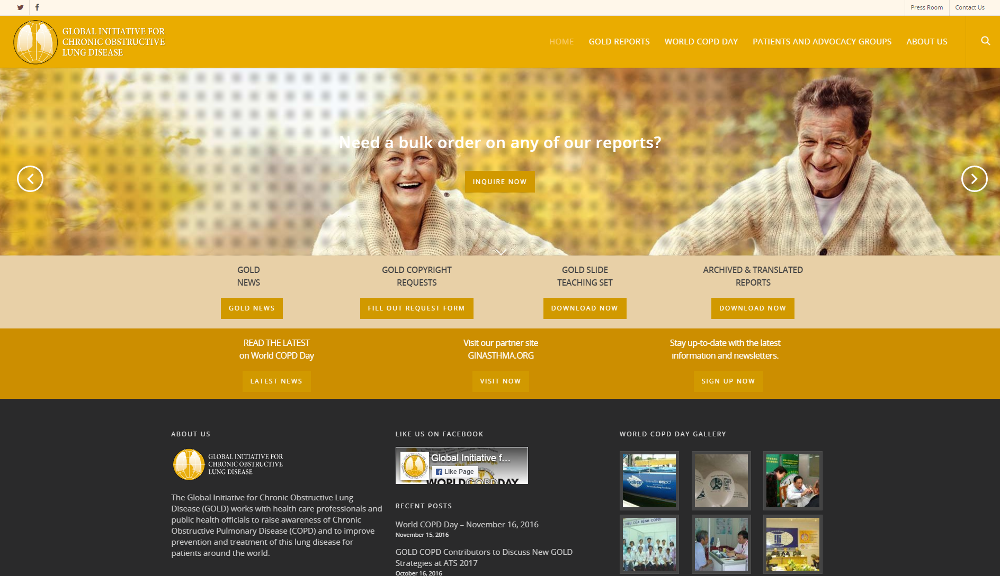 Press Room
Contact Us
GLOBAL INITIATIVE FOR
CHRONIC OBSTRUCTIVE
LUNG DISEASE
HOME
GOLD REPORTS
WORLD COPD DAY
PATIENTS AND ADVOCACY GROUPS
ABOUT US
Need a bulk order on any of our reports?
INQUIRE NOW
GOLD
NEWS
GOLD NEWS
GOLD COPYRIGHT
REQUESTS
FILL OUT REQUEST FORM
GOLD SLIDE
TEACHING SET
DOWNLOAD NOW
ARCHIVED & TRANSLATED
REPORTS
DOWNLOAD NOW
READ THE LATEST
on World COPD Day
LATEST NEWS
Visit our partner site
GINASTHMA.ORG
VISIT NOW
Stay up-to-date with the latest
information and newsletters.
SIGN UP NOW
ABOUT US
GLOBAL INITIATIVE FOR
CHRONIC OBSTRUCTIVE
LUNG DISEASE
The Global Initiative for Chronic Obstructive Lung
Disease (GOLD) works with health care professionals and
public health officials to raise awareness of Chronic
Obstructive Pulmonary Disease (COPD) and to improve
prevention and treatment of this lung disease for
patients around the world.
LIKE US ON FACEBOOK
Global Initiative f...
Like Page
WORLD COPD DAY
RECENT POSTS
World COPD Day – November 16, 2016
November 15, 2016
GOLD COPD Contributors to Discuss New GOLD
Strategies at ATS 2017
October 16, 2016
WORLD COPD DAY GALLERY
copd
World
COPD
Day
HIỆU CỦA BỆNH COPD!